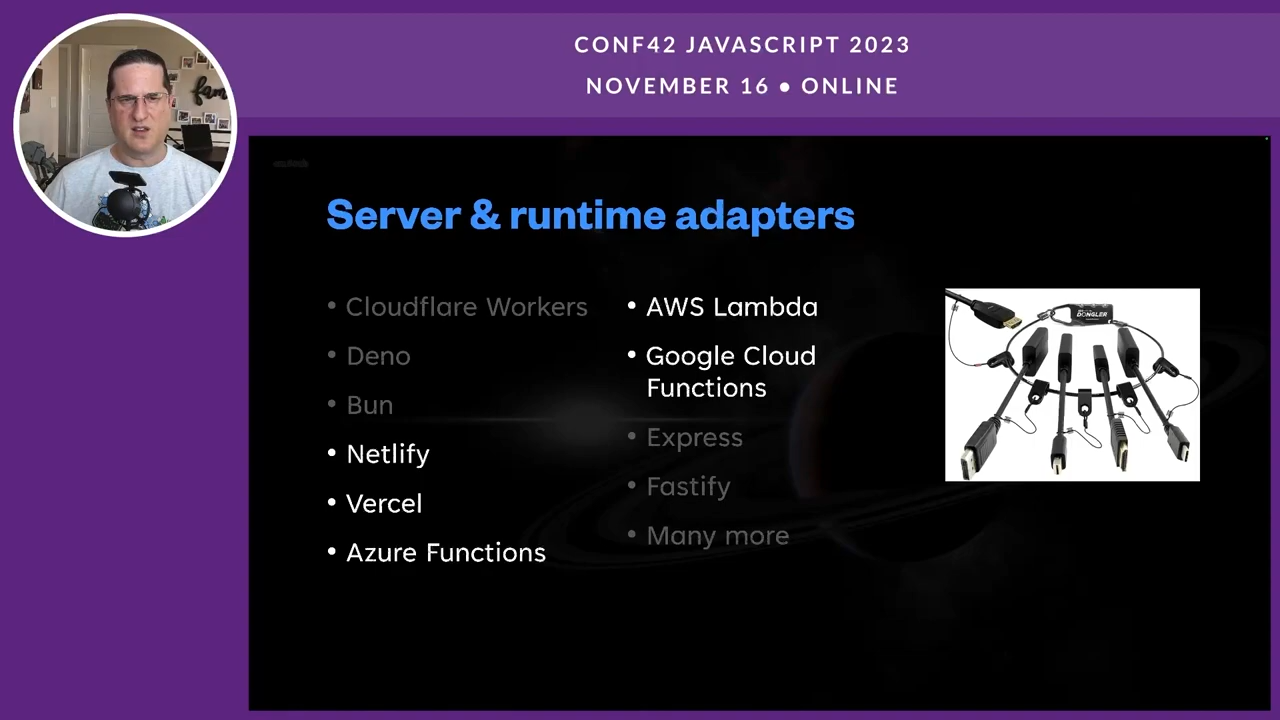 CONF42 JAVASCRIPT 2023
NOVEMBER 16 • ONLINE
Server & runtime adapters
• Cloudflare Workers
• Deno
• Bun
• Netlify
• Vercel
• Azure Functions
• AWS Lambda
• Google Cloud
Functions
• Express
• Fastify
• Many more
DONGLER